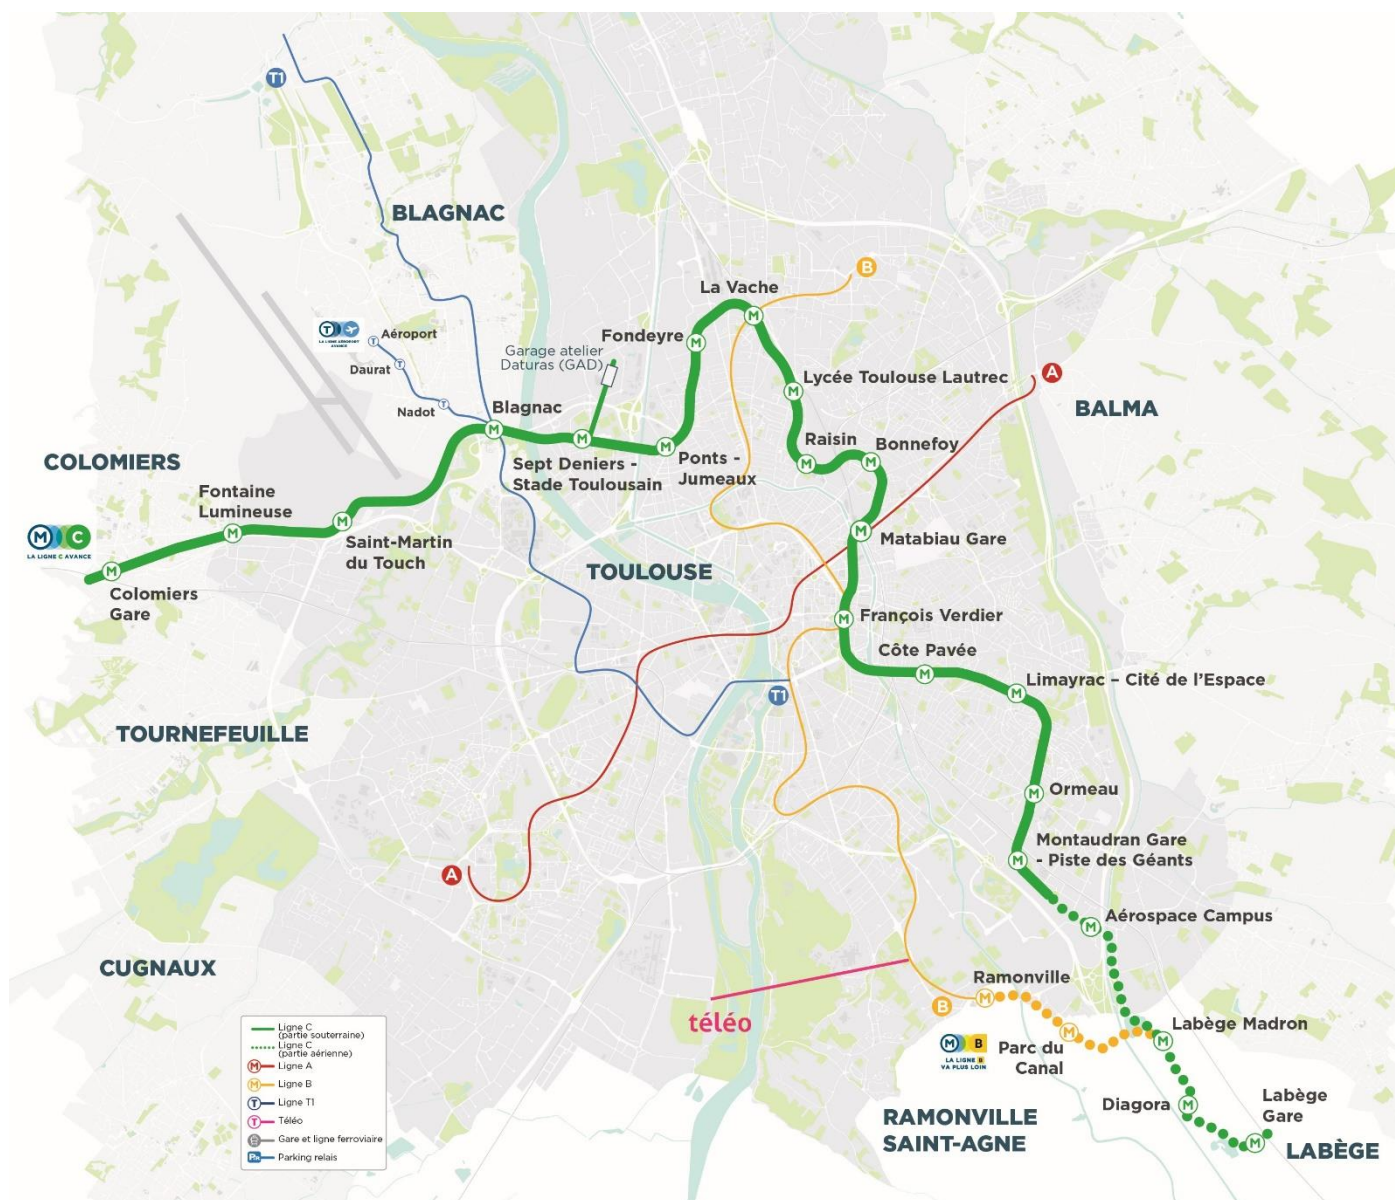 T1
BLAGNAC
B
La Vache
T
LA LIGNE AÉROPORT
AVANCE
Aéroport
Fondeyre
Garage atelier
Daturas (GAD)
Daurat
T
A
Lycée Toulouse Lautrec
BALMA
Nadot
T
Blagnac
M
Raisin
Bonnefoy
COLOMIERS
Sept Deniers -
Stade Toulousain
Ponts -
Jumeaux
Fontaine
Lumineuse
M C
LA LIGNE C AVANCE
Saint-Martin
du Touch
Matabiau Gare
TOULOUSE
Colomiers
Gare
François Verdier
Côte Pavée
Limayrac – Cité de l'Espace
T1
TOURNEFEUILLE
Ormeau
Montaudran Gare
- Piste des Géants
A
Aérospace Campus
CUGNAUX
Ramonville
B
téléo
Labège Madron
M B
LA LIGNE B
VA PLUS LOIN
Parc du
Canal
Diagora
Labège
Gare
RAMONVILLE
SAINT-AGNE
LABÈGE
Ligne C
(partie souterraine)
Ligne C
(partie aérienne)
M Ligne A
M Ligne B
T Ligne T1
T Téléo
Gare et ligne ferroviaire
Parking relais